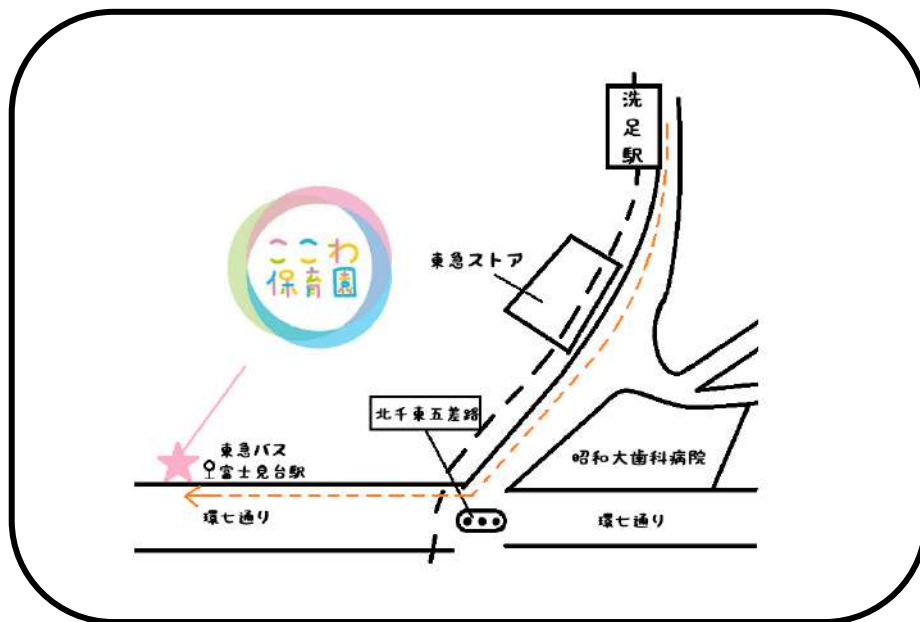 洗足駅
東急ストア
ここわ
保育園
北千束五差路
東急バス
富士見台駅
昭和大歯科病院
環七通り
環七通り